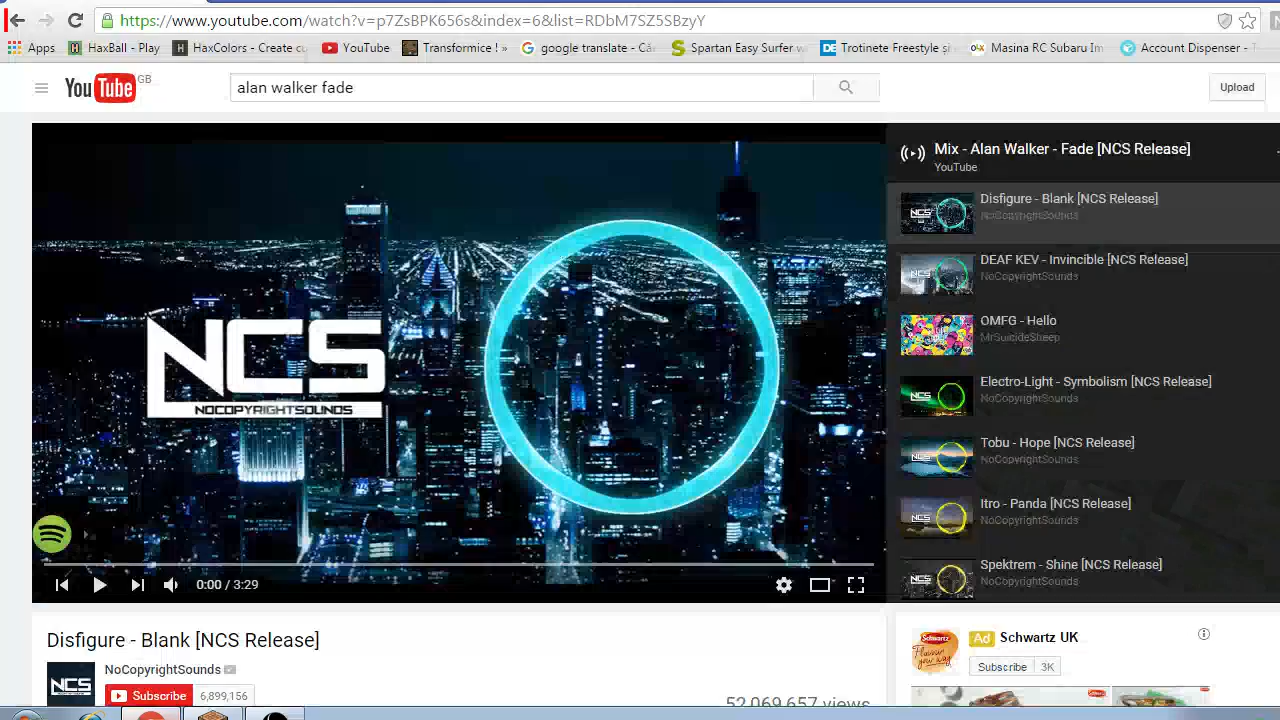 https://www.youtube.com/watch?v=p7ZsBPK656s&index=6&list=RDbM7SZ5SBzyY
Apps
HaxBall - Play
HaxColors - Create cu
YouTube
Transformice ! »
google translate - Că
Spartan Easy Surfer w
Trotinete Freestyle și
Masina RC Subaru Im
Account Dispenser - T
YouTube GB
alan walker fade
Upload
Mix - Alan Walker - Fade [NCS Release]
YouTube
Disfigure - Blank [NCS Release]
NoCopyrightSounds
DEAF KEV - Invincible [NCS Release]
NoCopyrightSounds
OMFG - Hello
MrSuicideSheep
Electro-Light - Symbolism [NCS Release]
NoCopyrightSounds
Tobu - Hope [NCS Release]
NoCopyrightSounds
Itro - Panda [NCS Release]
NoCopyrightSounds
Spektrem - Shine [NCS Release]
NoCopyrightSounds
NCS
NOCOPYRIGHTSOUNDS
0:00 / 3:29
Disfigure - Blank [NCS Release]
NCS
NoCopyrightSounds
Subscribe 6,899,156
52,069,657 views
Schwartz
Ad Schwartz UK
Subscribe 3K